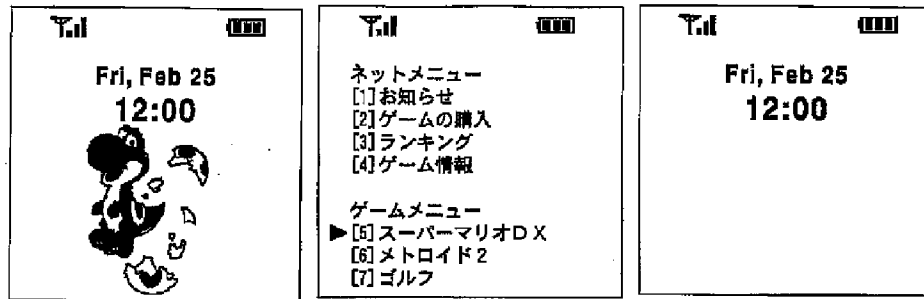 Fri, Feb 25
12:00
ネットメニュー
[1]お知らせ
[2]ゲームの購入
[3]ランキング
[4]ゲーム情報
ゲームメニュー
▶[5]スーパーマリオDX
[6]メトロイド2
[7]ゴルフ
Fri, Feb 25
12:00